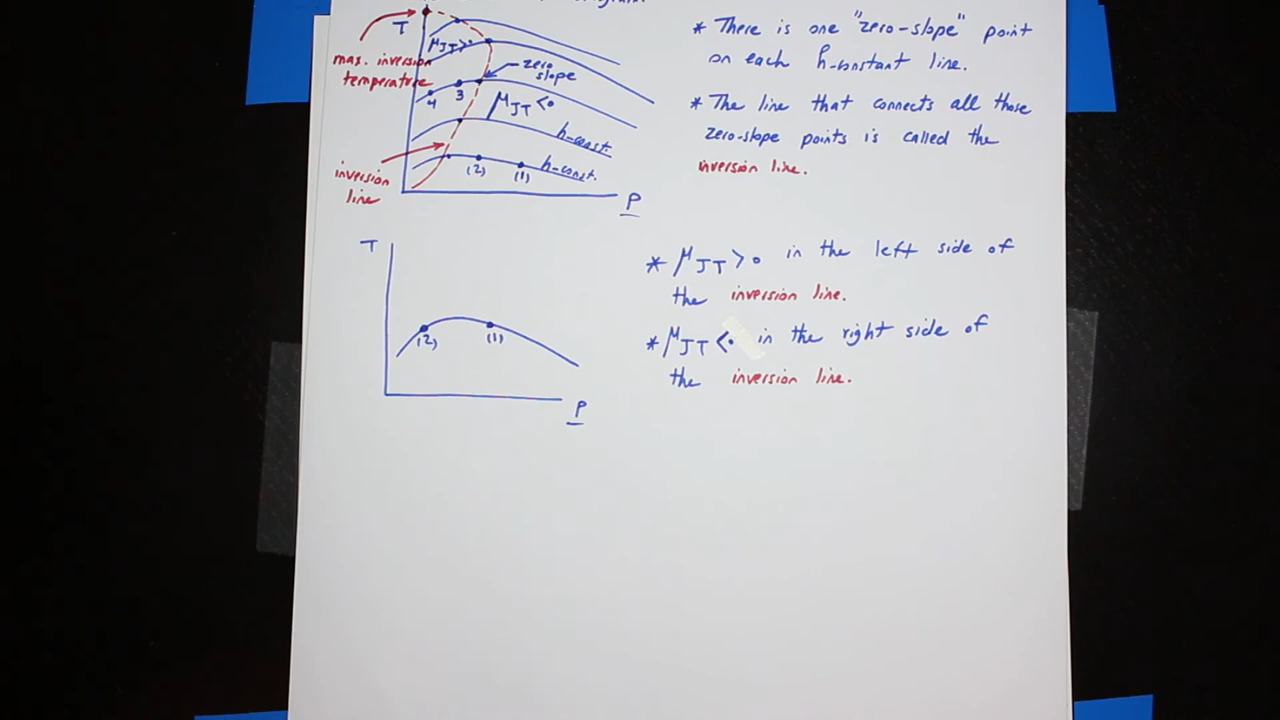 T
μJT>0
max. inversion
temperature
zero
slope
4
3
μJT<0
h-const.
h-const.
(2)
(1)
inversion
line
P
* There is one "zero-slope" point
on each h-constant line.
* The line that connects all those
zero-slope points is called the
inversion line.
T
(2)
(1)
P
* μJT>0 in the left side of
the inversion line.
* μJT<0 in the right side of
the inversion line.